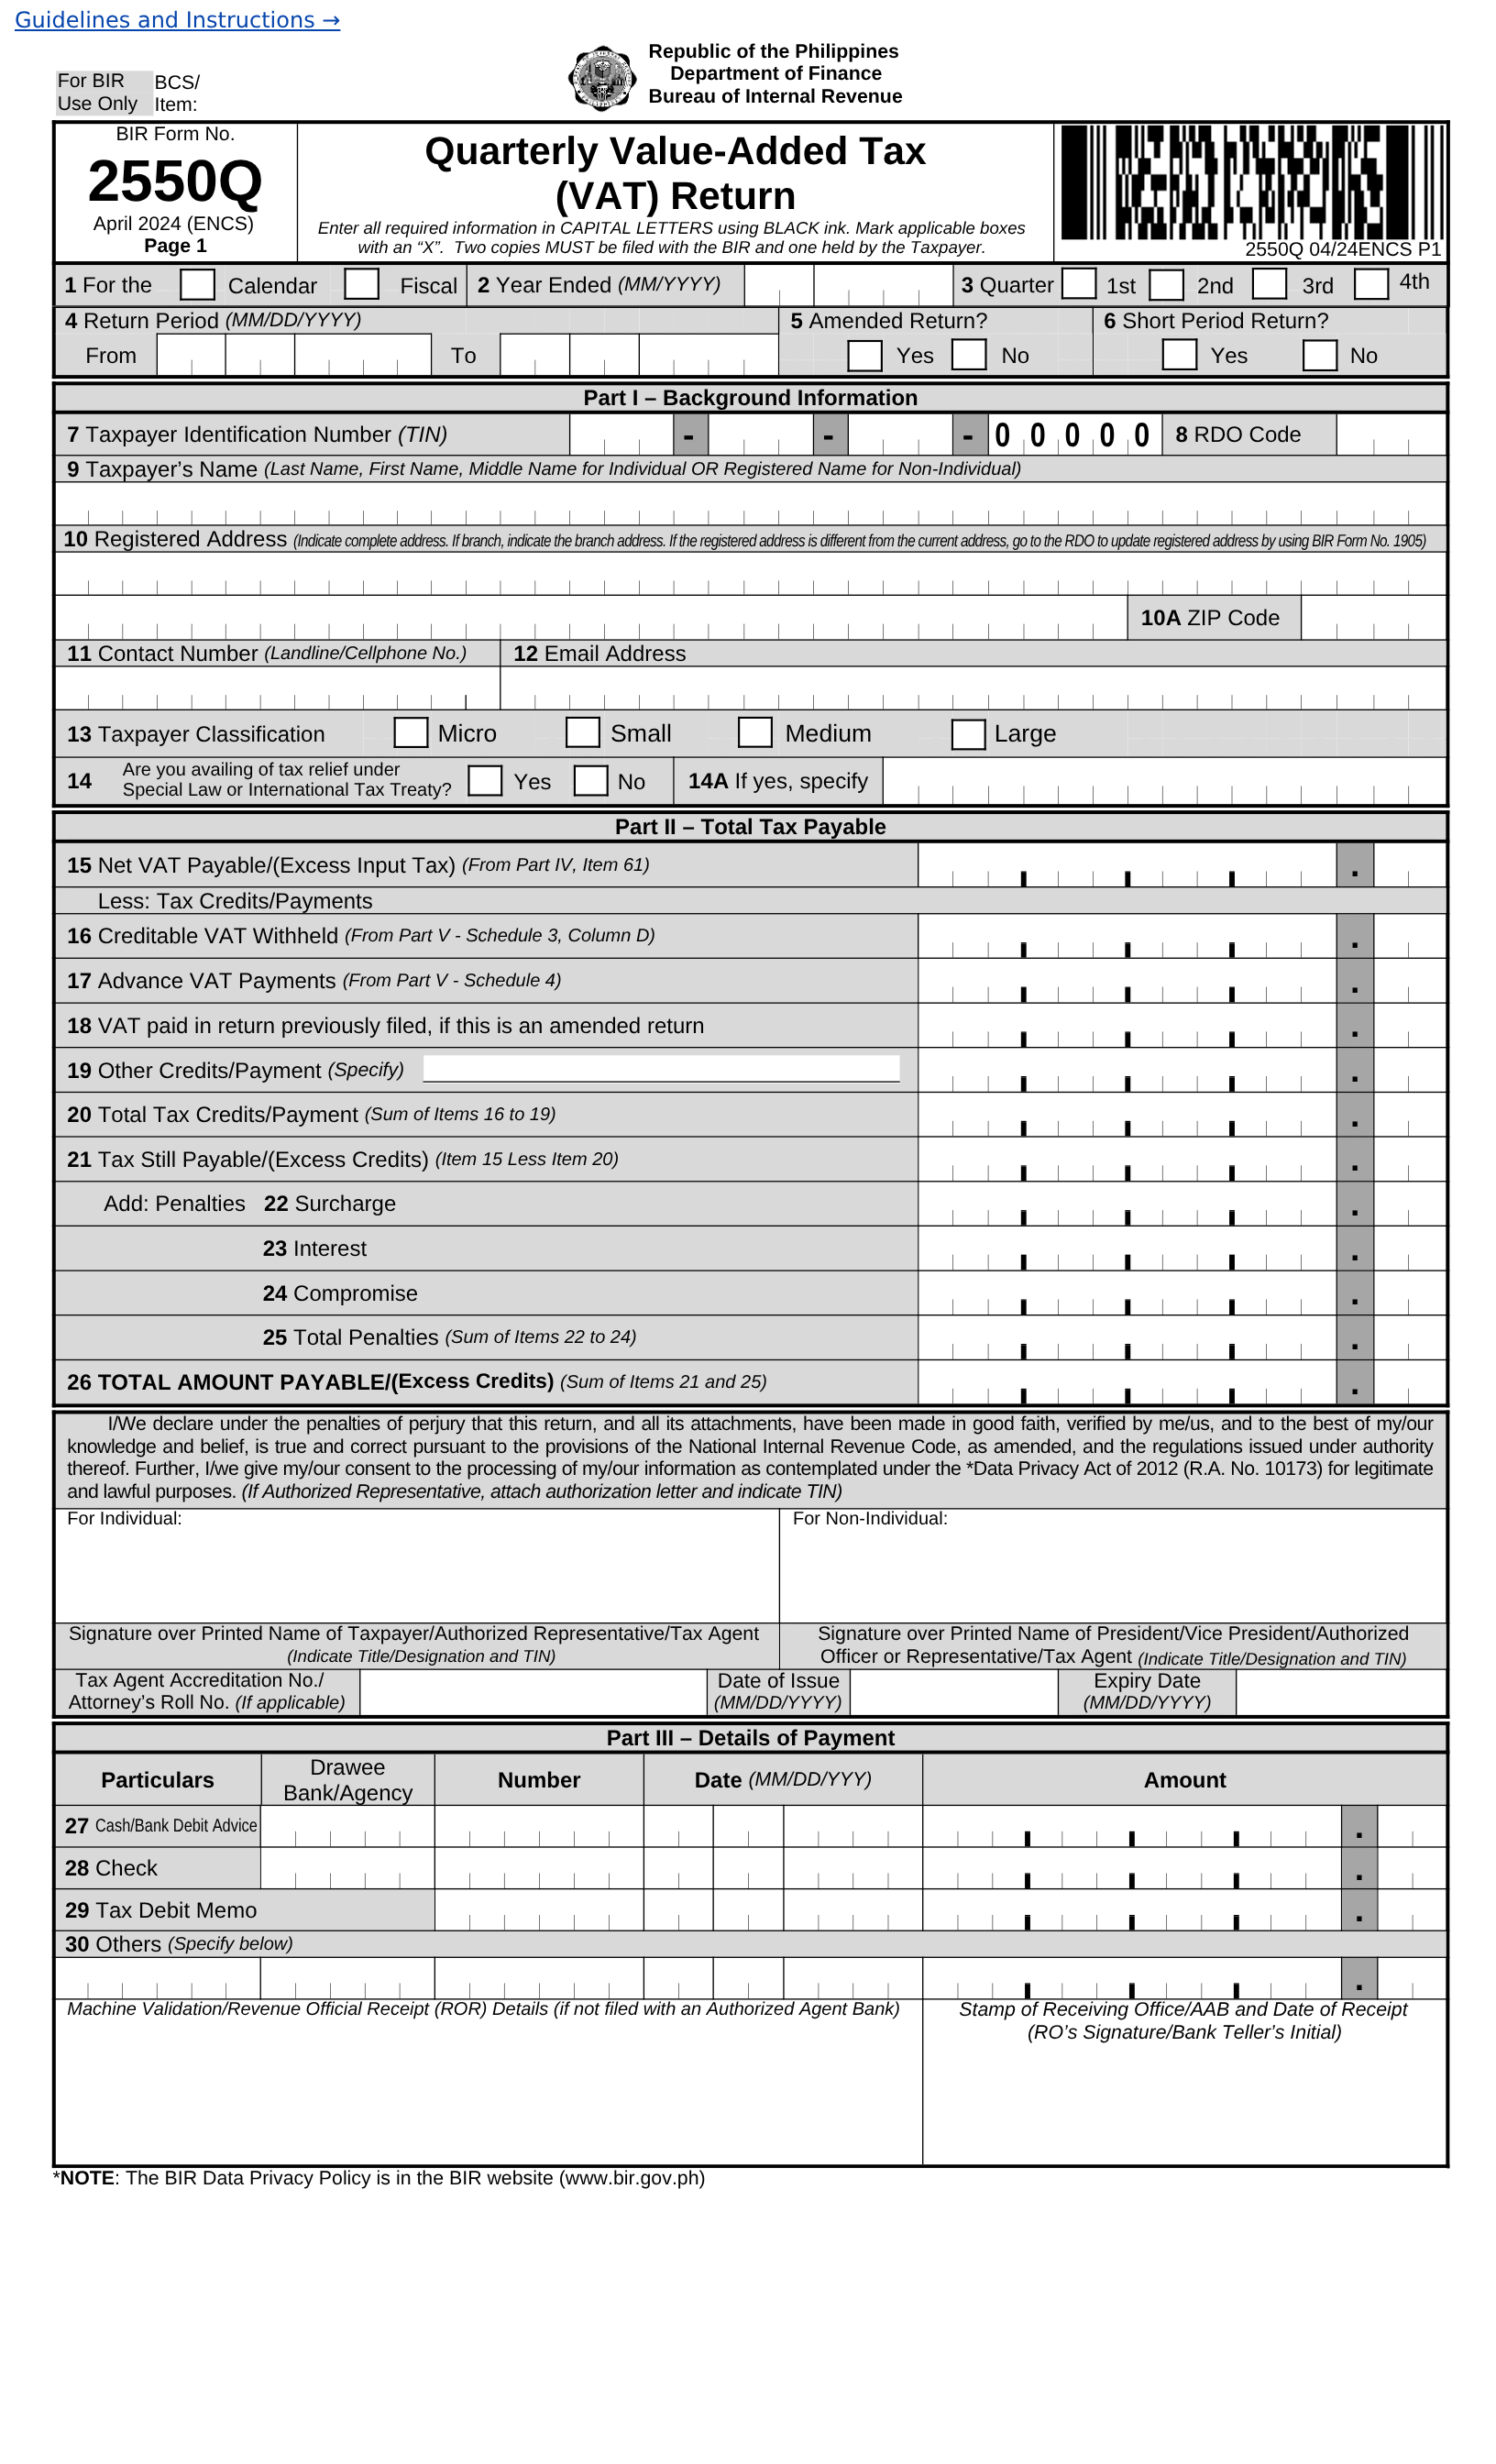 Guidelines and Instructions →
Republic of the Philippines
Department of Finance
Bureau of Internal Revenue
For BIR BCS/
Use Only Item:
BIR Form No.
2550Q
April 2024 (ENCS)
Page 1
Quarterly Value-Added Tax
(VAT) Return
Enter all required information in CAPITAL LETTERS using BLACK ink. Mark applicable boxes
with an “X”. Two copies MUST be filed with the BIR and one held by the Taxpayer.
2550Q 04/24ENCS P1
1 For the Calendar Fiscal 2 Year Ended (MM/YYYY) 3 Quarter 1st 2nd 3rd 4th
4 Return Period (MM/DD/YYYY) 5 Amended Return? 6 Short Period Return?
From To Yes No Yes No
Part I – Background Information
7 Taxpayer Identification Number (TIN) - - - 0 0 0 0 0 8 RDO Code
9 Taxpayer’s Name (Last Name, First Name, Middle Name for Individual OR Registered Name for Non-Individual)
10 Registered Address (Indicate complete address. If branch, indicate the branch address. If the registered address is different from the current address, go to the RDO to update registered address by using BIR Form No. 1905)
10A ZIP Code
11 Contact Number (Landline/Cellphone No.) 12 Email Address
13 Taxpayer Classification Micro Small Medium Large
14 Are you availing of tax relief under
Special Law or International Tax Treaty? Yes No 14A If yes, specify
Part II – Total Tax Payable
15 Net VAT Payable/(Excess Input Tax) (From Part IV, Item 61) .
Less: Tax Credits/Payments
16 Creditable VAT Withheld (From Part V - Schedule 3, Column D) .
17 Advance VAT Payments (From Part V - Schedule 4) .
18 VAT paid in return previously filed, if this is an amended return .
19 Other Credits/Payment (Specify) .
20 Total Tax Credits/Payment (Sum of Items 16 to 19) .
21 Tax Still Payable/(Excess Credits) (Item 15 Less Item 20) .
Add: Penalties 22 Surcharge .
23 Interest .
24 Compromise .
25 Total Penalties (Sum of Items 22 to 24) .
26 TOTAL AMOUNT PAYABLE/(Excess Credits) (Sum of Items 21 and 25) .
I/We declare under the penalties of perjury that this return, and all its attachments, have been made in good faith, verified by me/us, and to the best of my/our
knowledge and belief, is true and correct pursuant to the provisions of the National Internal Revenue Code, as amended, and the regulations issued under authority
thereof. Further, I/we give my/our consent to the processing of my/our information as contemplated under the *Data Privacy Act of 2012 (R.A. No. 10173) for legitimate
and lawful purposes. (If Authorized Representative, attach authorization letter and indicate TIN)
For Individual: For Non-Individual:
Signature over Printed Name of Taxpayer/Authorized Representative/Tax Agent
(Indicate Title/Designation and TIN)
Signature over Printed Name of President/Vice President/Authorized
Officer or Representative/Tax Agent (Indicate Title/Designation and TIN)
Tax Agent Accreditation No./
Attorney’s Roll No. (If applicable)
Date of Issue
(MM/DD/YYYY)
Expiry Date
(MM/DD/YYYY)
Part III – Details of Payment
Particulars Drawee
Bank/Agency Number Date (MM/DD/YYY) Amount
27 Cash/Bank Debit Advice .
28 Check .
29 Tax Debit Memo .
30 Others (Specify below)
.
Machine Validation/Revenue Official Receipt (ROR) Details (if not filed with an Authorized Agent Bank)
Stamp of Receiving Office/AAB and Date of Receipt
(RO’s Signature/Bank Teller’s Initial)
*NOTE: The BIR Data Privacy Policy is in the BIR website (www.bir.gov.ph)